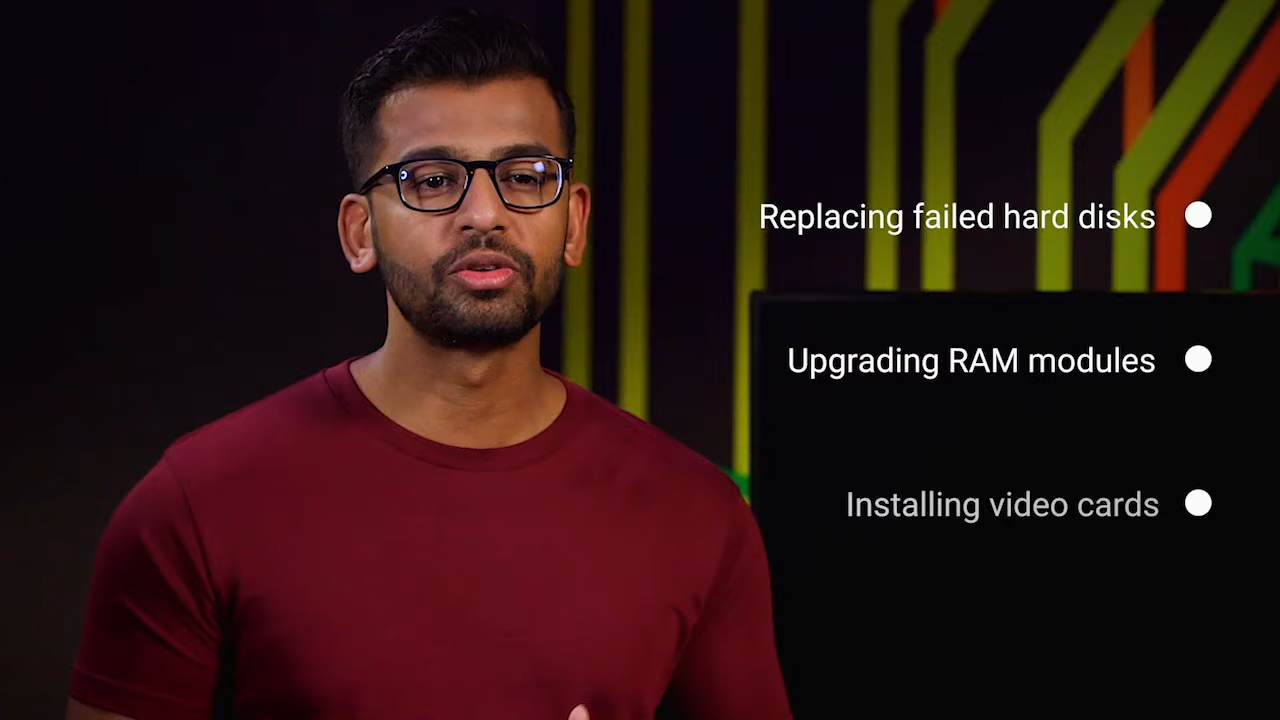 Replacing failed hard disks
Upgrading RAM modules
Installing video cards